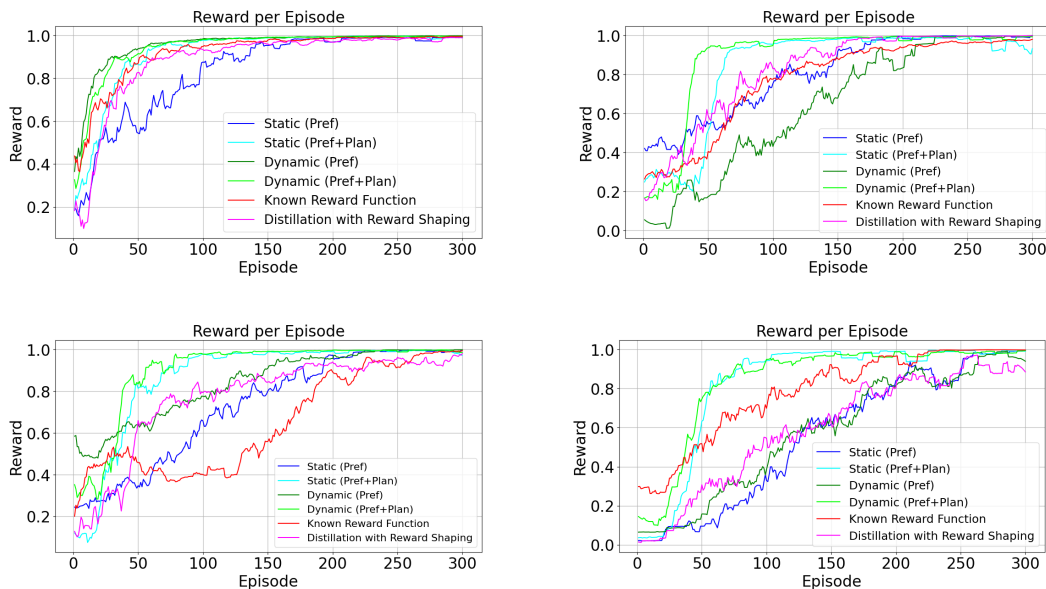 Reward per Episode
Reward
1.0
0.8
0.6
0.4
0.2
Static (Pref)
Static (Pref+Plan)
Dynamic (Pref)
Dynamic (Pref+Plan)
Known Reward Function
Distillation with Reward Shaping
0 50 100 150 200 250 300
Episode
Reward per Episode
Reward
1.0
0.8
0.6
0.4
0.2
0.0
Static (Pref)
Static (Pref+Plan)
Dynamic (Pref)
Dynamic (Pref+Plan)
Known Reward Function
Distillation with Reward Shaping
0 50 100 150 200 250 300
Episode
Reward per Episode
Reward
1.0
0.8
0.6
0.4
0.2
Static (Pref)
Static (Pref+Plan)
Dynamic (Pref)
Dynamic (Pref+Plan)
Known Reward Function
Distillation with Reward Shaping
0 50 100 150 200 250 300
Episode
Reward per Episode
Reward
1.0
0.8
0.6
0.4
0.2
0.0
Static (Pref)
Static (Pref+Plan)
Dynamic (Pref)
Dynamic (Pref+Plan)
Known Reward Function
Distillation with Reward Shaping
0 50 100 150 200 250 300
Episode